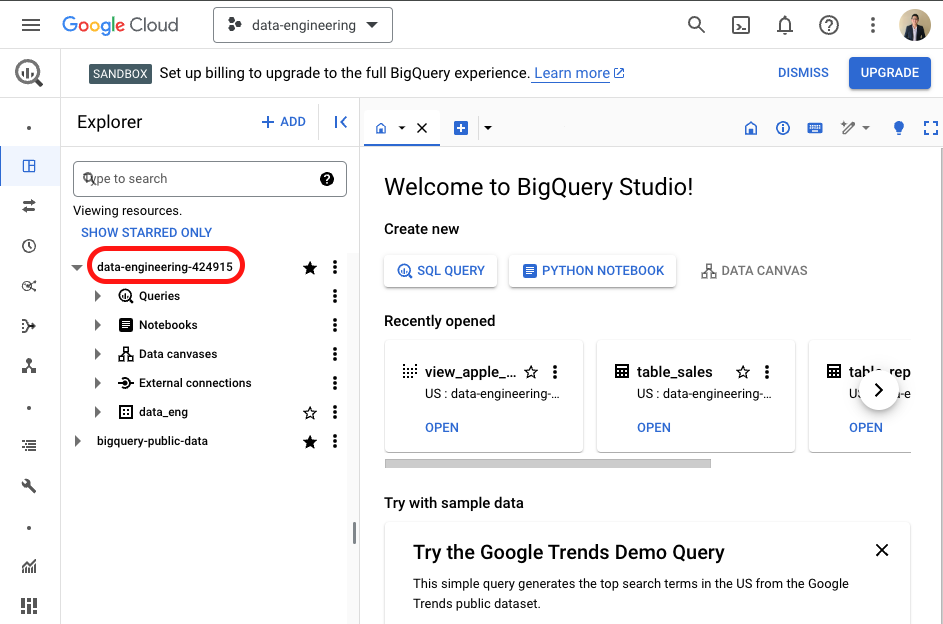 Google Cloud
data-engineering
SANDBOX Set up billing to upgrade to the full BigQuery experience. Learn more
DISMISS
UPGRADE
Explorer
+ ADD
Type to search
Viewing resources.
SHOW STARRED ONLY
data-engineering-424915
Queries
Notebooks
Data canvases
External connections
data_eng
bigquery-public-data
Welcome to BigQuery Studio!
Create new
SQL QUERY
PYTHON NOTEBOOK
DATA CANVAS
Recently opened
view_apple_...
US : data-engineering-...
OPEN
table_sales
US : data-engineering-...
OPEN
OPEN
Try with sample data
Try the Google Trends Demo Query
This simple query generates the top search terms in the US from the Google
Trends public dataset.